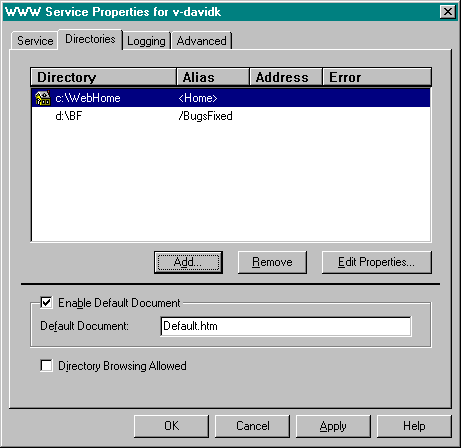 WWW Service Properties for v-davidk
Service Directories Logging Advanced
Directory Alias Address Error
c:\WebHome <Home>
d:\BF /BugsFixed
Add... Remove Edit Properties...
Enable Default Document
Default Document: Default.htm
Directory Browsing Allowed
OK Cancel Apply Help